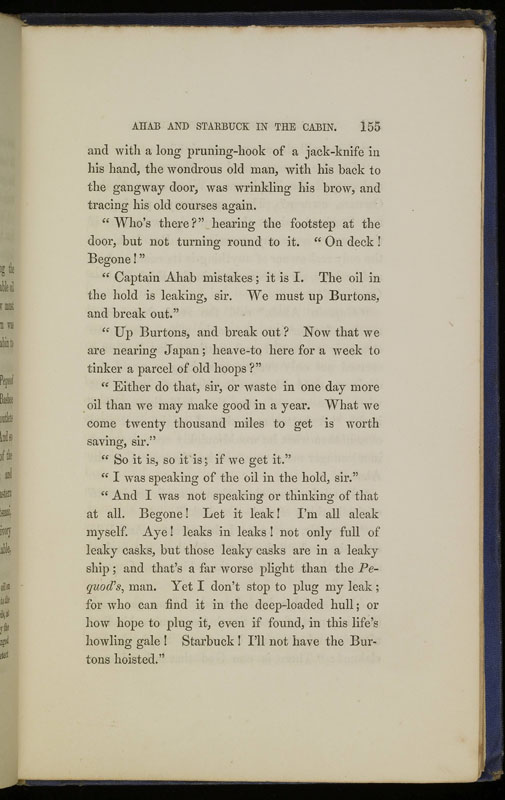 AHAB AND STARBUCK IN THE CABIN. 155
and with a long pruning-hook of a jack-knife in
his hand, the wondrous old man, with his back to
the gangway door, was wrinkling his brow, and
tracing his old courses again.
"Who's there?" hearing the footstep at the
door, but not turning round to it. "On deck!
Begone!"
"Captain Ahab mistakes; it is I. The oil in
the hold is leaking, sir. We must up Burtons,
and break out."
"Up Burtons, and break out? Now that we
are nearing Japan; heave-to here for a week to
tinker a parcel of old hoops?"
"Either do that, sir, or waste in one day more
oil than we may make good in a year. What we
come twenty thousand miles to get is worth
saving, sir."
"So it is, so it is; if we get it."
"I was speaking of the oil in the hold, sir."
"And I was not speaking or thinking of that
at all. Begone! Let it leak! I'm all aleak
myself. Aye! leaks in leaks! not only full of
leaky casks, but those leaky casks are in a leaky
ship; and that's a far worse plight than the Pe-
quod's, man. Yet I don't stop to plug my leak;
for who can find it in the deep-loaded hull; or
how hope to plug it, even if found, in this life's
howling gale! Starbuck! I'll not have the Bur-
tons hoisted."